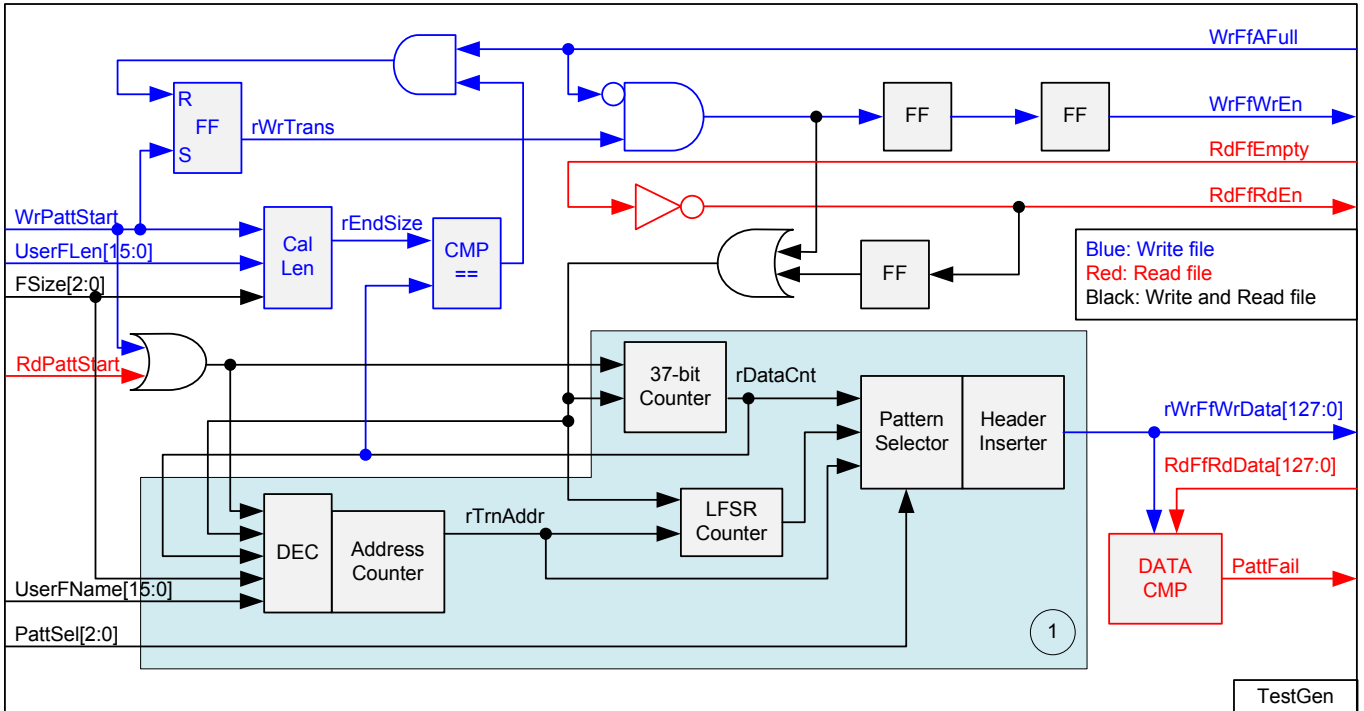 WrFfAFull
R
FF
S
rWrTrans
FF
FF
WrFfWrEn
RdFfEmpty
RdFfRdEn
WrPattStart
UserFLen[15:0]
FSize[2:0]
Cal
Len
rEndSize
CMP
==
FF
Blue: Write file
Red: Read file
Black: Write and Read file
RdPattStart
37-bit
Counter
rDataCnt
Pattern
Selector
Header
Inserter
rWrFfWrData[127:0]
RdFfRdData[127:0]
LFSR
Counter
rTrnAddr
DEC
Address
Counter
UserFName[15:0]
PattSel[2:0]
DATA
CMP
PattFail
1
TestGen